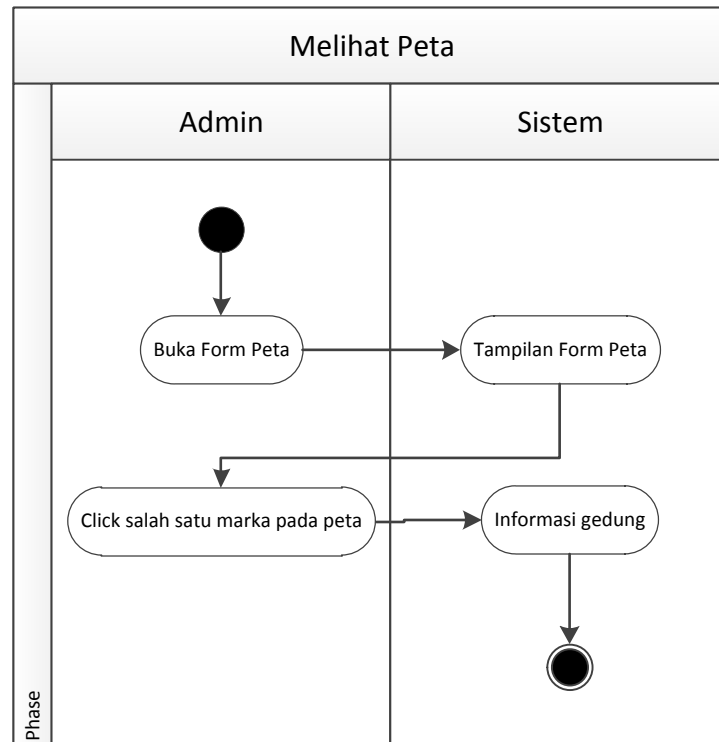 Melihat Peta
Admin
Sistem
Buka Form Peta
Tampilan Form Peta
Click salah satu marka pada peta
Informasi gedung
Phase